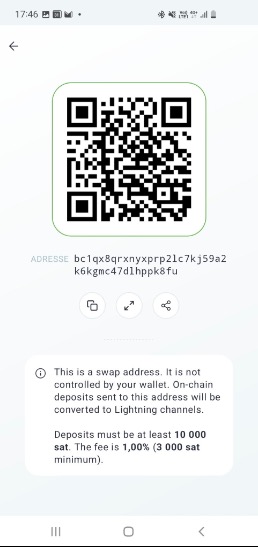 17:46
ADRESSE bc1qx8qrxnyxprp2lc7kj59a2
k6kgmc47dlhppk8fu
This is a swap address. It is not
controlled by your wallet. On-chain
deposits sent to this address will be
converted to Lightning channels.
Deposits must be at least 10 000
sat. The fee is 1,00% (3 000 sat
minimum).